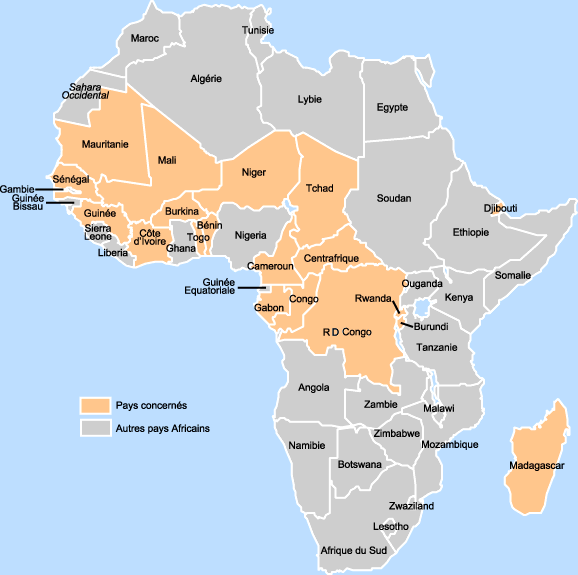 Tunisie
Maroc
Algérie
Sahara
Occidental
Lybie
Egypte
Mauritanie
Mali
Niger
Tchad
Sénégal
Gambie
Guinée
Bissau
Soudan
Djibouti
Guinée
Burkina
Bénin
Sierra
Leone
Côte
d'Ivoire
Togo
Ghana
Nigeria
Ethiopie
Liberia
Cameroun
Centrafrique
Somalie
Guinée
Equatoriale
Ouganda
Congo
Rwanda
Kenya
Gabon
R D Congo
Burundi
Tanzanie
Angola
Zambie
Malawi
Pays concernés
Autres pays Africains
Zimbabwe
Mozambique
Namibie
Botswana
Madagascar
Zwaziland
Lesotho
Afrique du Sud